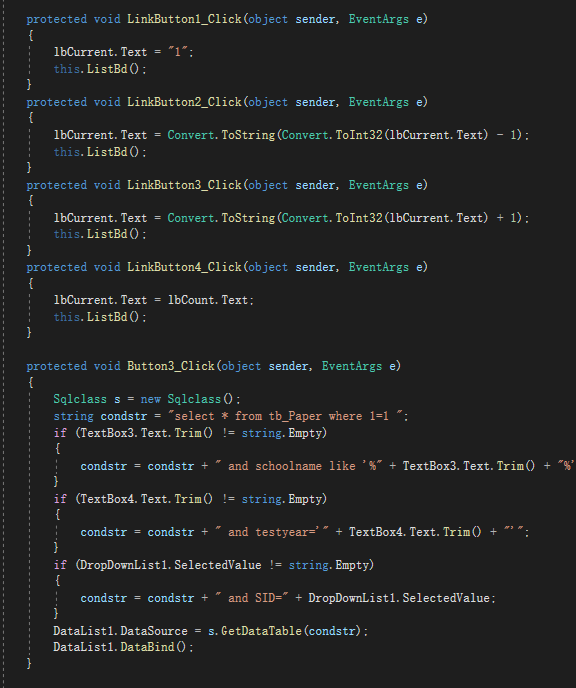 protected void LinkButton1_Click(object sender, EventArgs e)
{
lbCurrent.Text = "1";
this.ListBd();
}
protected void LinkButton2_Click(object sender, EventArgs e)
{
lbCurrent.Text = Convert.ToString(Convert.ToInt32(lbCurrent.Text) - 1);
this.ListBd();
}
protected void LinkButton3_Click(object sender, EventArgs e)
{
lbCurrent.Text = Convert.ToString(Convert.ToInt32(lbCurrent.Text) + 1);
this.ListBd();
}
protected void LinkButton4_Click(object sender, EventArgs e)
{
lbCurrent.Text = lbCount.Text;
this.ListBd();
}
protected void Button3_Click(object sender, EventArgs e)
{
Sqlclass s = new Sqlclass();
string condstr = "select * from tb_Paper where 1=1 ";
if (TextBox3.Text.Trim() != string.Empty)
{
condstr = condstr + " and schoolname like '%" + TextBox3.Text.Trim() + "%'
}
if (TextBox4.Text.Trim() != string.Empty)
{
condstr = condstr + " and testyear='" + TextBox4.Text.Trim() + "'";
}
if (DropDownList1.SelectedValue != string.Empty)
{
condstr = condstr + " and SID=" + DropDownList1.SelectedValue;
}
DataList1.DataSource = s.GetDataTable(condstr);
DataList1.DataBind();
}